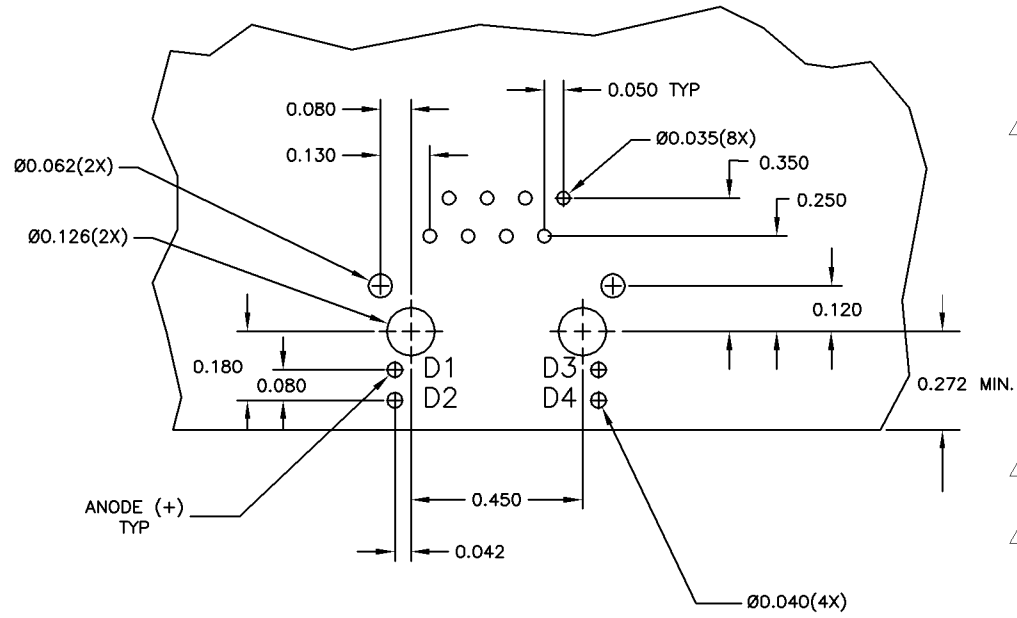 0.080
0.050 TYP
0.130
Ø0.035(8X)
Ø0.062(2X)
0.350
0.250
Ø0.126(2X)
0.120
0.180
D1
D3
0.080
D2
D4
0.272 MIN.
0.450
ANODE (+)
TYP
0.042
Ø0.040(4X)